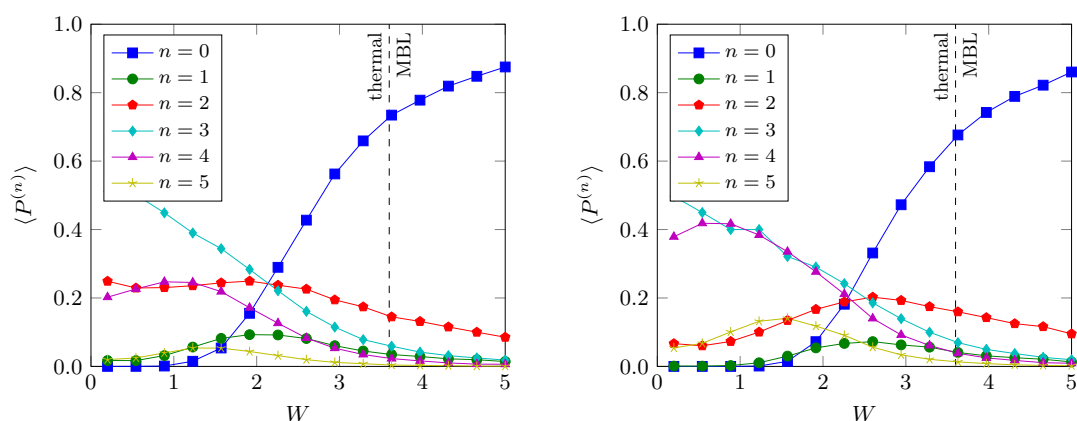 1.0
0.8
0.6
0.4
0.2
0.0
0 1 2 3 4 5
W
⟨P⁽ⁿ⁾⟩
n = 0
n = 1
n = 2
n = 3
n = 4
n = 5
thermal
MBL
1.0
0.8
0.6
0.4
0.2
0.0
0 1 2 3 4 5
W
⟨P⁽ⁿ⁾⟩
n = 0
n = 1
n = 2
n = 3
n = 4
n = 5
thermal
MBL